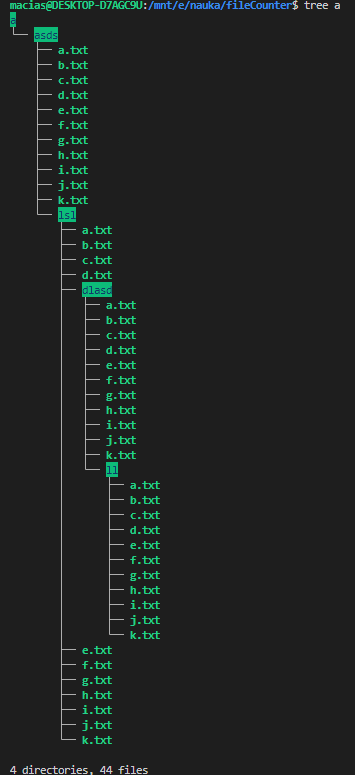 macias@DESKTOP-D7AGC9U:/mnt/e/nauka/fileCounter$ tree a
a
└── asds
    ├── a.txt
    ├── b.txt
    ├── c.txt
    ├── d.txt
    ├── e.txt
    ├── f.txt
    ├── g.txt
    ├── h.txt
    ├── i.txt
    ├── j.txt
    ├── k.txt
    └── lsl
        ├── a.txt
        ├── b.txt
        ├── c.txt
        ├── d.txt
        ├── dlasd
        │   ├── a.txt
        │   ├── b.txt
        │   ├── c.txt
        │   ├── d.txt
        │   ├── e.txt
        │   ├── f.txt
        │   ├── g.txt
        │   ├── h.txt
        │   ├── i.txt
        │   ├── j.txt
        │   ├── k.txt
        │   └── ll
        │       ├── a.txt
        │       ├── b.txt
        │       ├── c.txt
        │       ├── d.txt
        │       ├── e.txt
        │       ├── f.txt
        │       ├── g.txt
        │       ├── h.txt
        │       ├── i.txt
        │       ├── j.txt
        │       └── k.txt
        ├── e.txt
        ├── f.txt
        ├── g.txt
        ├── h.txt
        ├── i.txt
        ├── j.txt
        └── k.txt
4 directories, 44 files